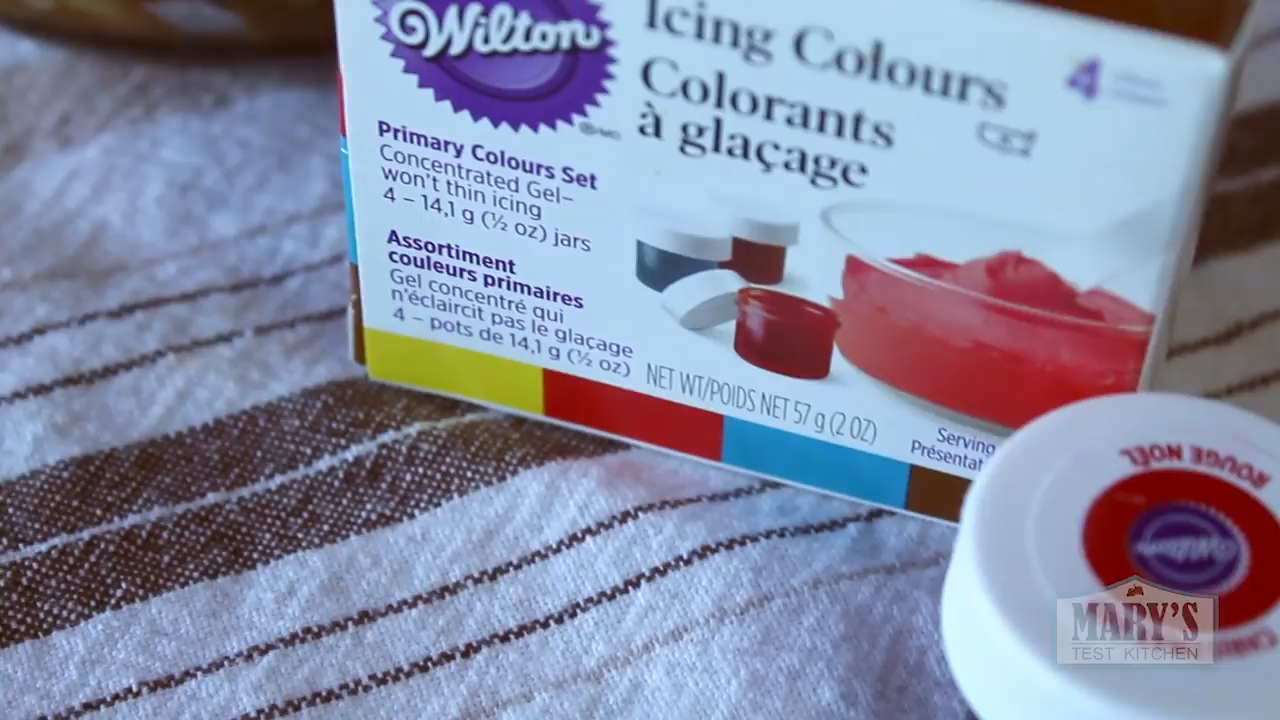 Wilton
Icing Colours
Colorants
à glaçage
4
Primary Colours Set
Concentrated Gel–
won't thin icing
4 – 14,1 g (½ oz) jars
Assortiment
couleurs primaires
Gel concentré qui
n'éclaircit pas le glaçage
4 – pots de 14,1 g (½ oz)
NET WT/POIDS NET 57 g (2 OZ)
Serving
Présentat
ROUGE NOËL
Wilton
MARY'S
TEST KITCHEN